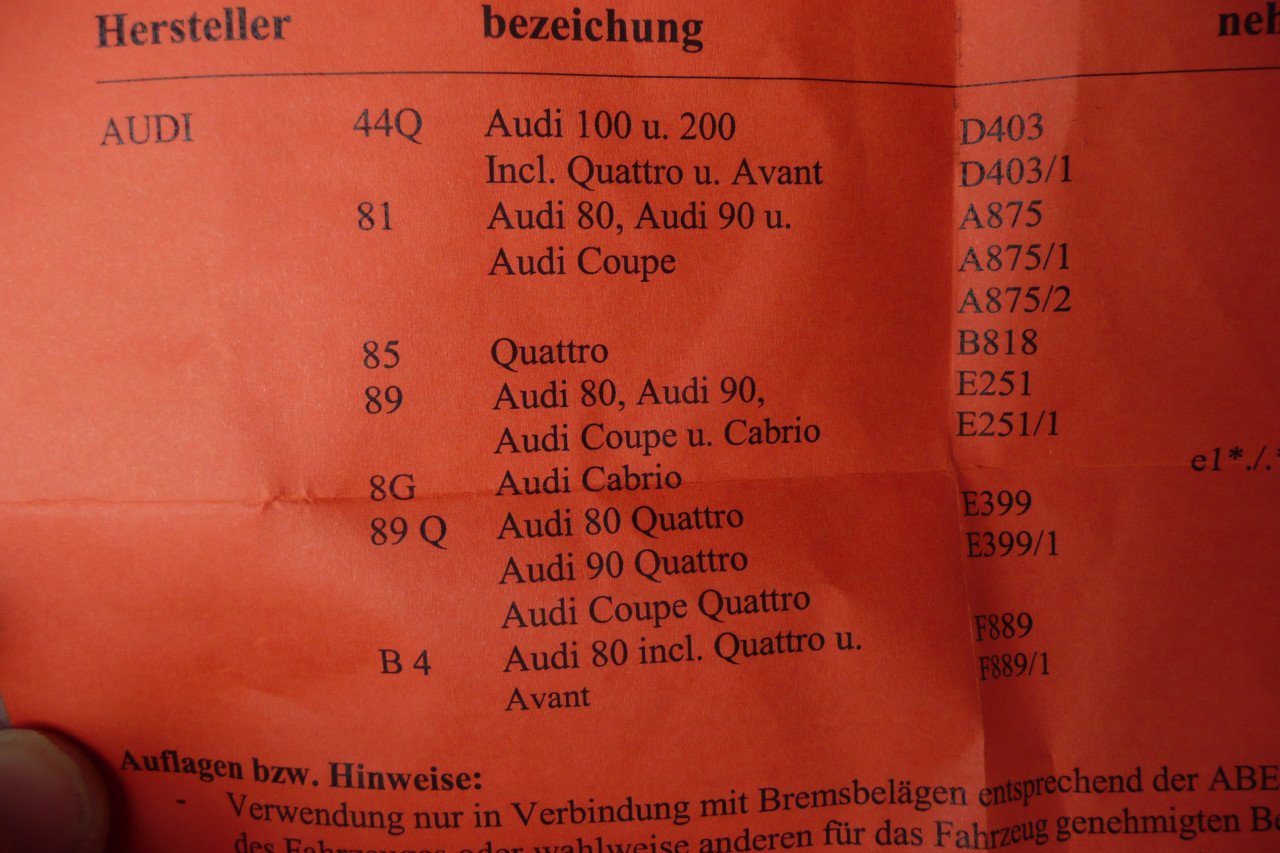 Hersteller bezeichung
AUDI 44Q Audi 100 u. 200 D403
Incl. Quattro u. Avant D403/1
81 Audi 80, Audi 90 u. A875
Audi Coupe A875/1
A875/2
85 Quattro B818
89 Audi 80, Audi 90, E251
Audi Coupe u. Cabrio E251/1
8G Audi Cabrio e1*./.*
89 Q Audi 80 Quattro E399
Audi 90 Quattro E399/1
Audi Coupe Quattro
B 4 Audi 80 incl. Quattro u. F889
Avant F889/1
Auflagen bzw. Hinweise:
- Verwendung nur in Verbindung mit Bremsbelägen entsprechend der ABE
des Fahrzeuges oder wahlweise anderen für das Fahrzeug genehmigten